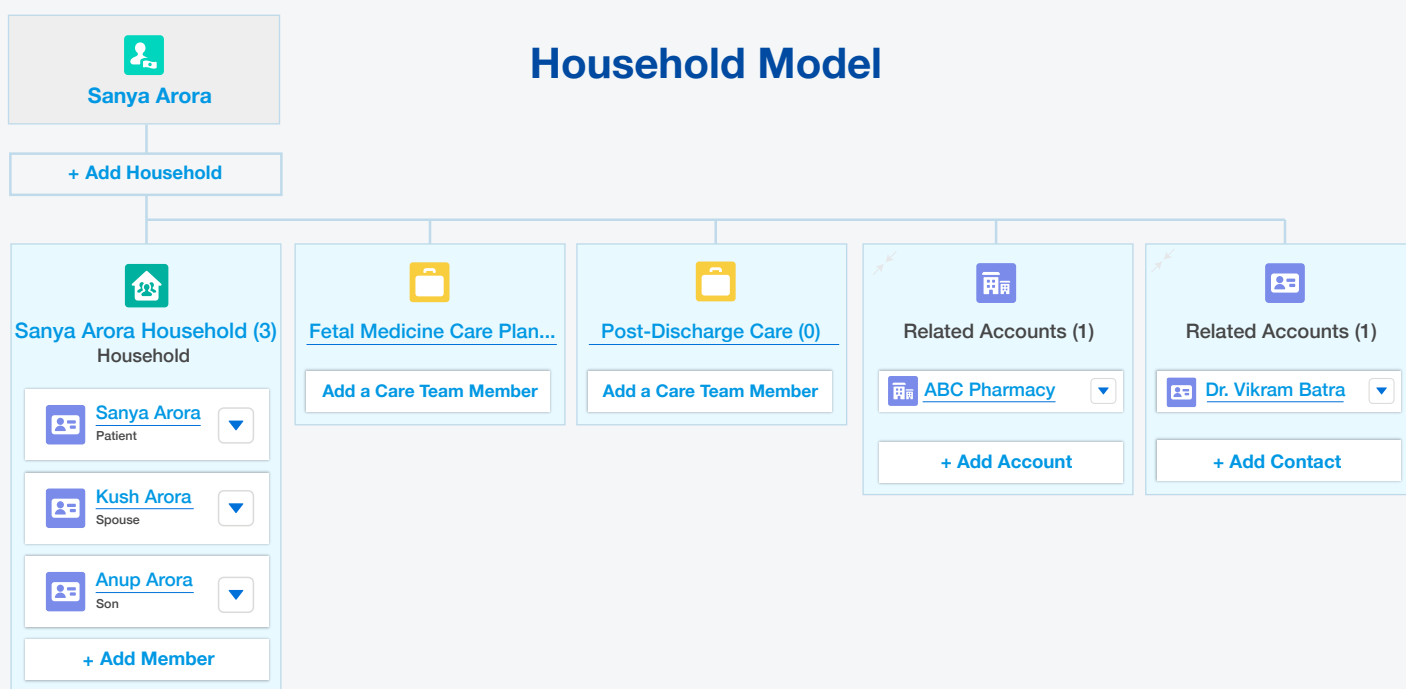 Household Model
Sanya Arora
+ Add Household
Sanya Arora Household (3)
Household
Sanya Arora
Patient
Kush Arora
Spouse
Anup Arora
Son
+ Add Member
Fetal Medicine Care Plan...
Add a Care Team Member
Post-Discharge Care (0)
Add a Care Team Member
Related Accounts (1)
ABC Pharmacy
+ Add Account
Related Accounts (1)
Dr. Vikram Batra
+ Add Contact